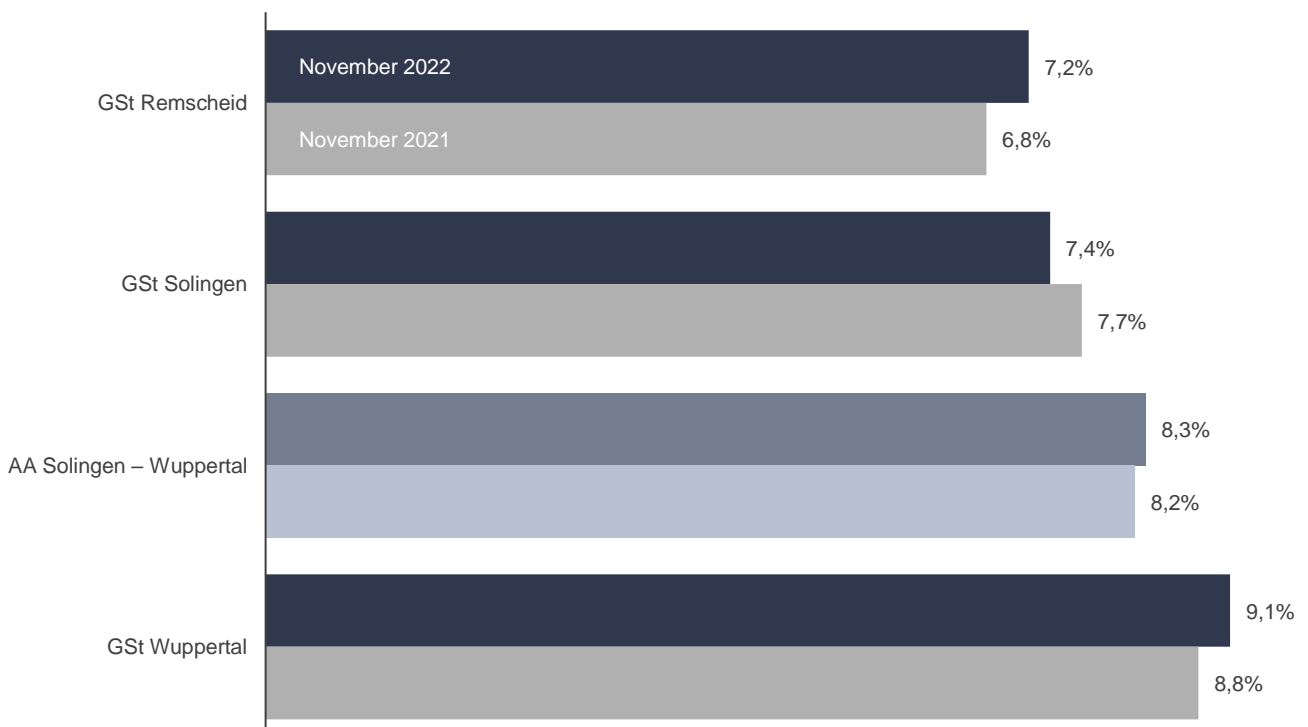 November 2022
7,2%
GSt Remscheid
November 2021
6,8%
7,4%
GSt Solingen
7,7%
8,3%
AA Solingen – Wuppertal
8,2%
9,1%
GSt Wuppertal
8,8%